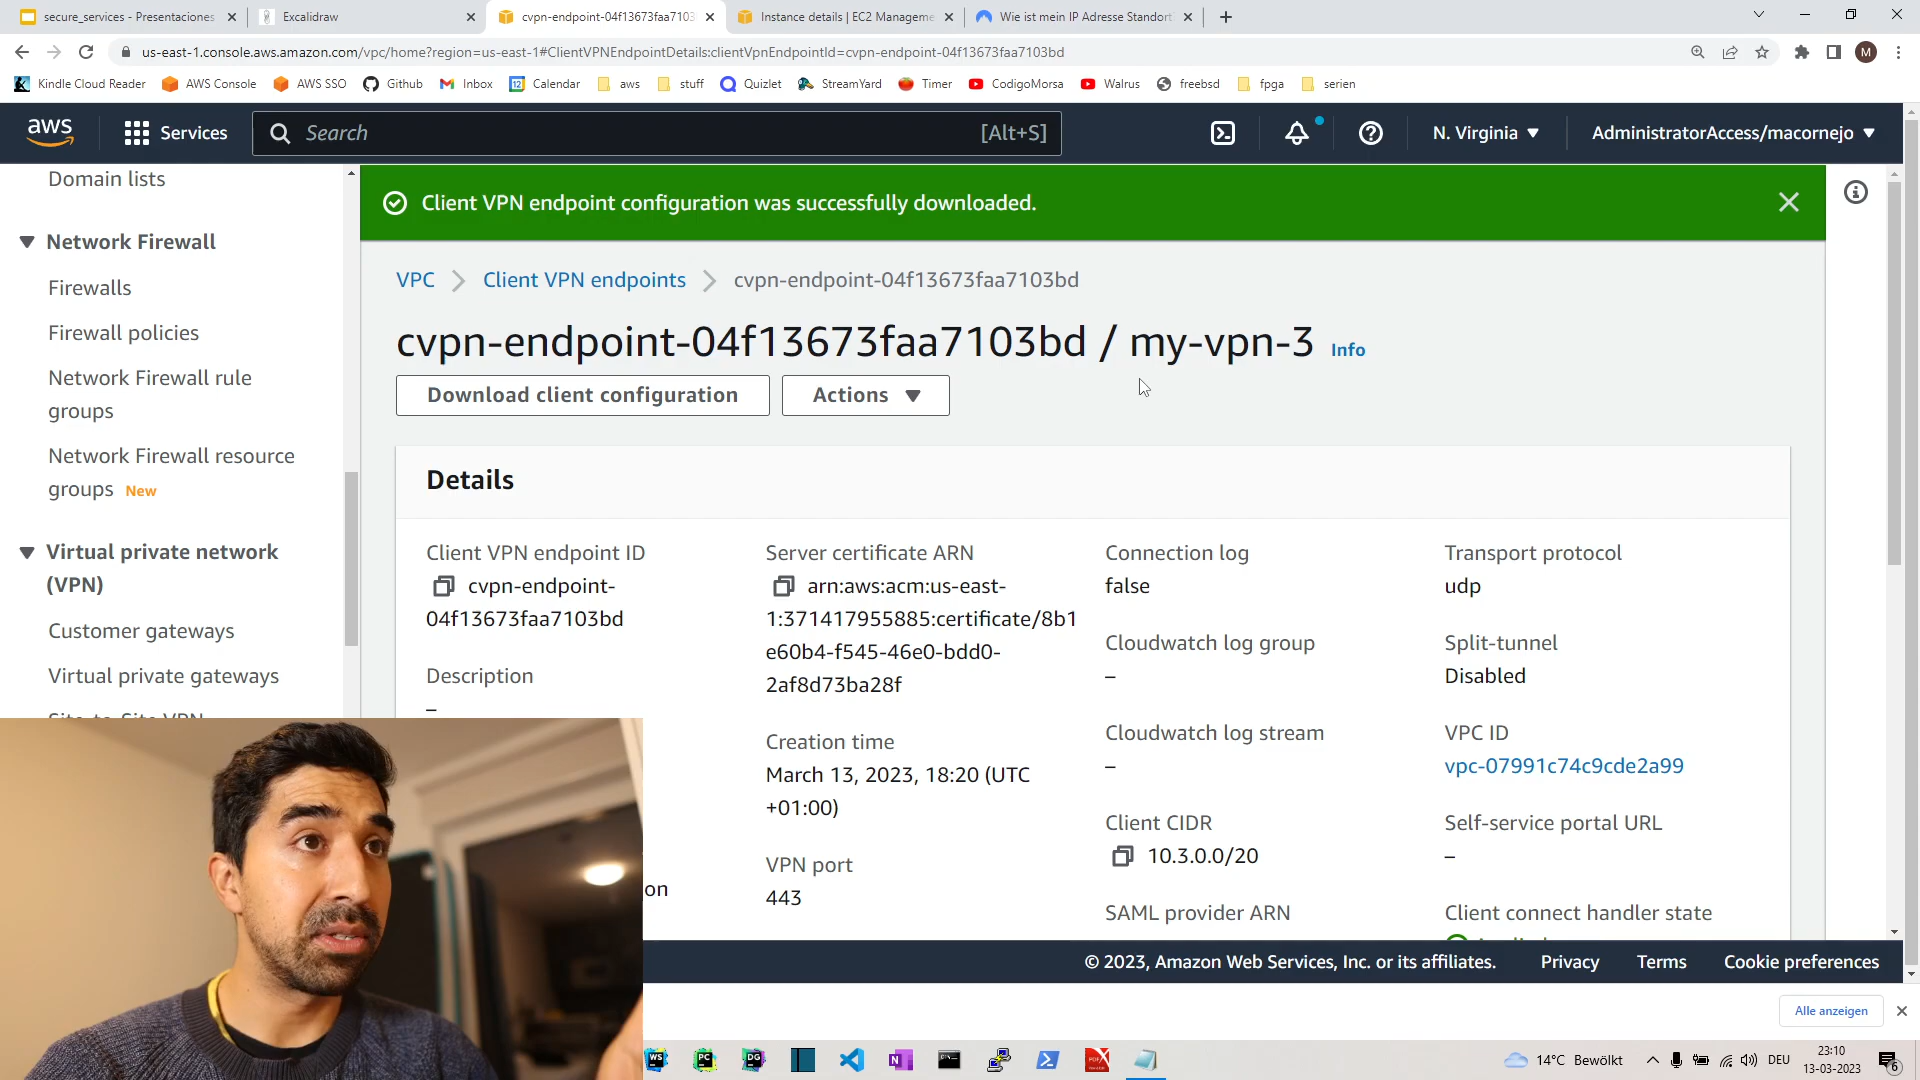 secure_services - Presentaciones
Excalidraw
cvpn-endpoint-04f13673faa7103
Instance details | EC2 Manageme
Wie ist mein IP Adresse Standort
us-east-1.console.aws.amazon.com/vpc/home?region=us-east-1#ClientVPNEndpointDetails:clientVpnEndpointId=cvpn-endpoint-04f13673faa7103bd
M
Kindle Cloud Reader
AWS Console
AWS SSO
Github
Inbox
Calendar
aws
stuff
Quizlet
StreamYard
Timer
CodigoMorsa
Walrus
freebsd
fpga
serien
aws
Services
Search
[Alt+S]
N. Virginia
AdministratorAccess/macornejo
Domain lists
Network Firewall
Firewalls
Firewall policies
Network Firewall rule
groups
Network Firewall resource
groups New
Virtual private network
(VPN)
Customer gateways
Virtual private gateways
Site-to-Site VPN
Client VPN endpoint configuration was successfully downloaded.
VPC
Client VPN endpoints
cvpn-endpoint-04f13673faa7103bd
cvpn-endpoint-04f13673faa7103bd / my-vpn-3 Info
Download client configuration
Actions
Details
Client VPN endpoint ID
cvpn-endpoint-
04f13673faa7103bd
Description
–
on
Server certificate ARN
arn:aws:acm:us-east-
1:371417955885:certificate/8b1
e60b4-f545-46e0-bdd0-
2af8d73ba28f
Creation time
March 13, 2023, 18:20 (UTC
+01:00)
VPN port
443
Connection log
false
Cloudwatch log group
–
Cloudwatch log stream
–
Client CIDR
10.3.0.0/20
SAML provider ARN
Transport protocol
udp
Split-tunnel
Disabled
VPC ID
vpc-07991c74c9cde2a99
Self-service portal URL
–
Client connect handler state
© 2023, Amazon Web Services, Inc. or its affiliates.
Privacy
Terms
Cookie preferences
Alle anzeigen
WS
PC
DG
N
PDF
14°C Bewölkt
DEU
23:10
13-03-2023
6